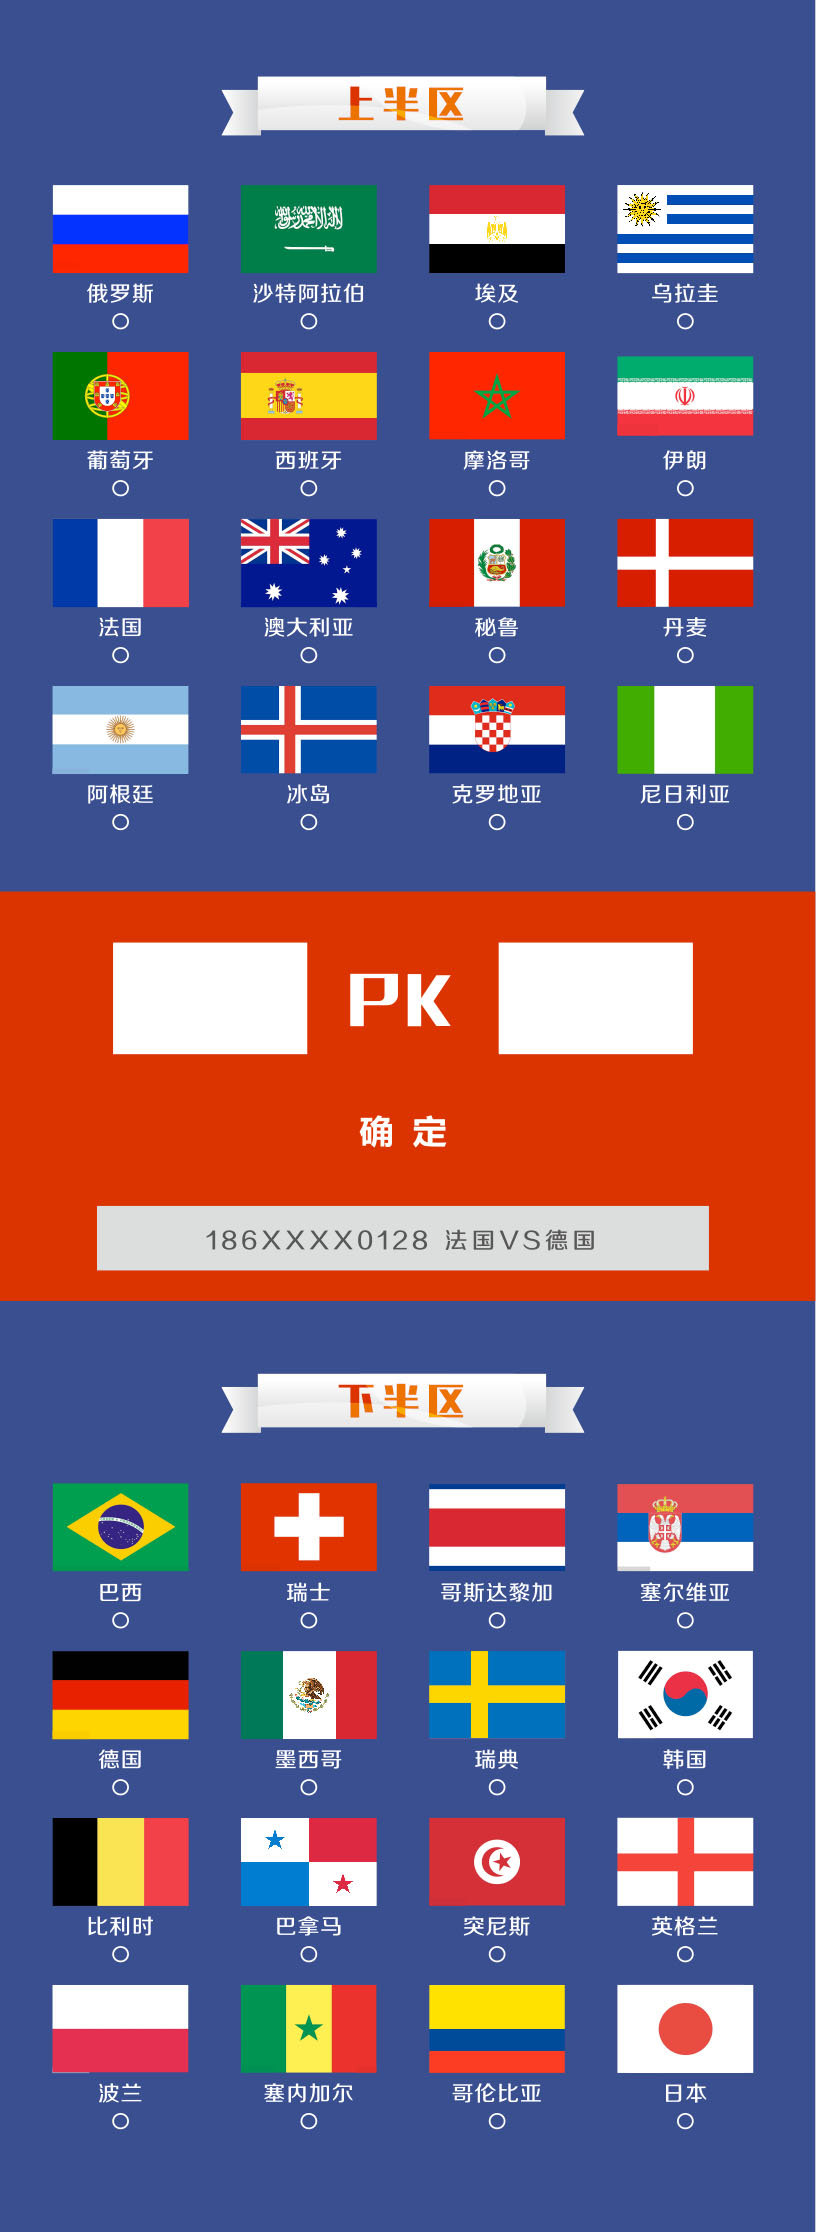 上半区
俄罗斯 沙特阿拉伯 埃及 乌拉圭
葡萄牙 西班牙 摩洛哥 伊朗
法国 澳大利亚 秘鲁 丹麦
阿根廷 冰岛 克罗地亚 尼日利亚
PK
确定
186XXXX0128 法国VS德国
下半区
巴西 瑞士 哥斯达黎加 塞尔维亚
德国 墨西哥 瑞典 韩国
比利时 巴拿马 突尼斯 英格兰
波兰 塞内加尔 哥伦比亚 日本